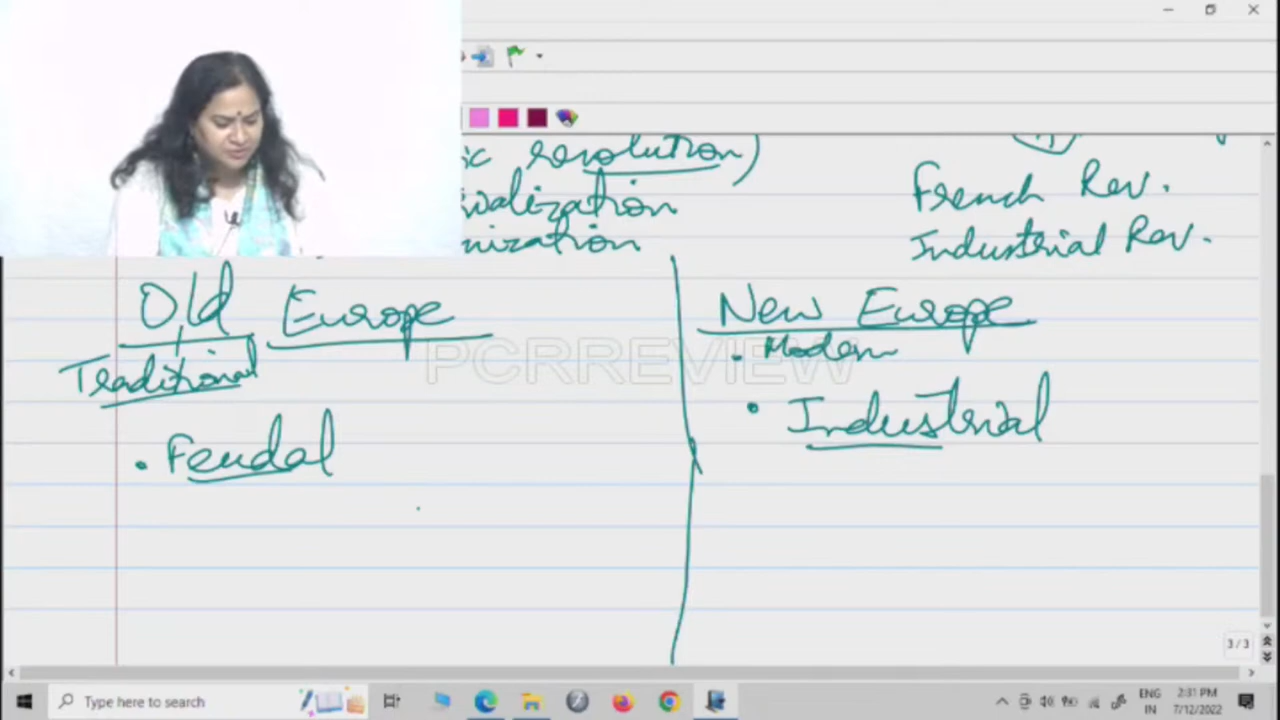 ic revolution)
ialization
nization
French Rev.
Industrial Rev.
Old Europe
New Europe
Traditional
• Modern
• Industrial
• Feudal
PCRREVIEW
3/3
Type here to search
ENG
IN
2:31 PM
7/12/2022